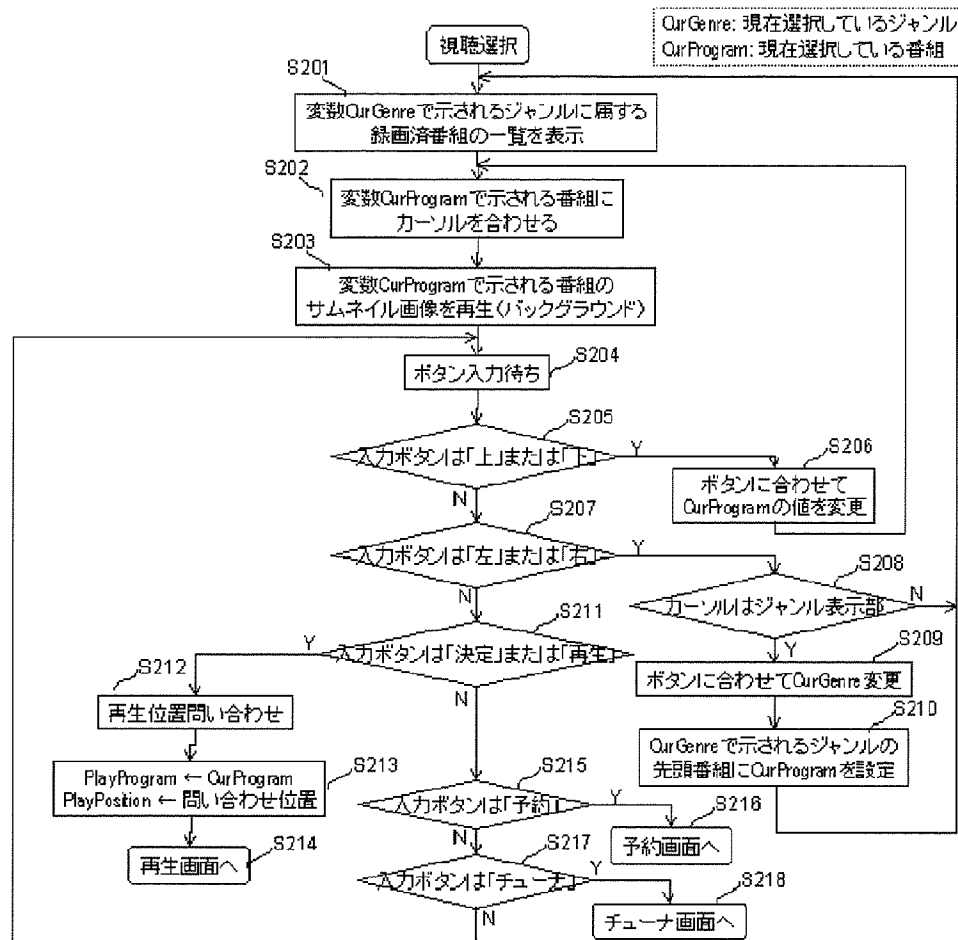 CurGenre: 現在選択しているジャンル
CurProgram: 現在選択している番組
視聴選択
S201
変数CurGenreで示されるジャンルに属する
録画済番組の一覧を表示
S202
変数CurProgramで示される番組に
カーソルを合わせる
S203
変数CurProgramで示される番組の
サムネイル画像を再生(バックグラウンド)
S204
ボタン入力待ち
S205
入力ボタンは「上」または「下」
Y
N
S206
ボタンに合わせて
CurProgramの値を変更
S207
入力ボタンは「左」または「右」
Y
N
S208
カーソルはジャンル表示部
N
Y
S209
ボタンに合わせてCurGenre変更
S210
CurGenreで示されるジャンルの
先頭番組にCurProgramを設定
S211
入力ボタンは「決定」または「再生」
Y
N
S212
再生位置問い合わせ
S213
PlayProgram ← CurProgram
PlayPosition ← 問い合わせ位置
S214
再生画面へ
S215
入力ボタンは「予約」
Y
N
S216
予約画面へ
S217
入力ボタンは「チューナ」
Y
N
S218
チューナ画面へ